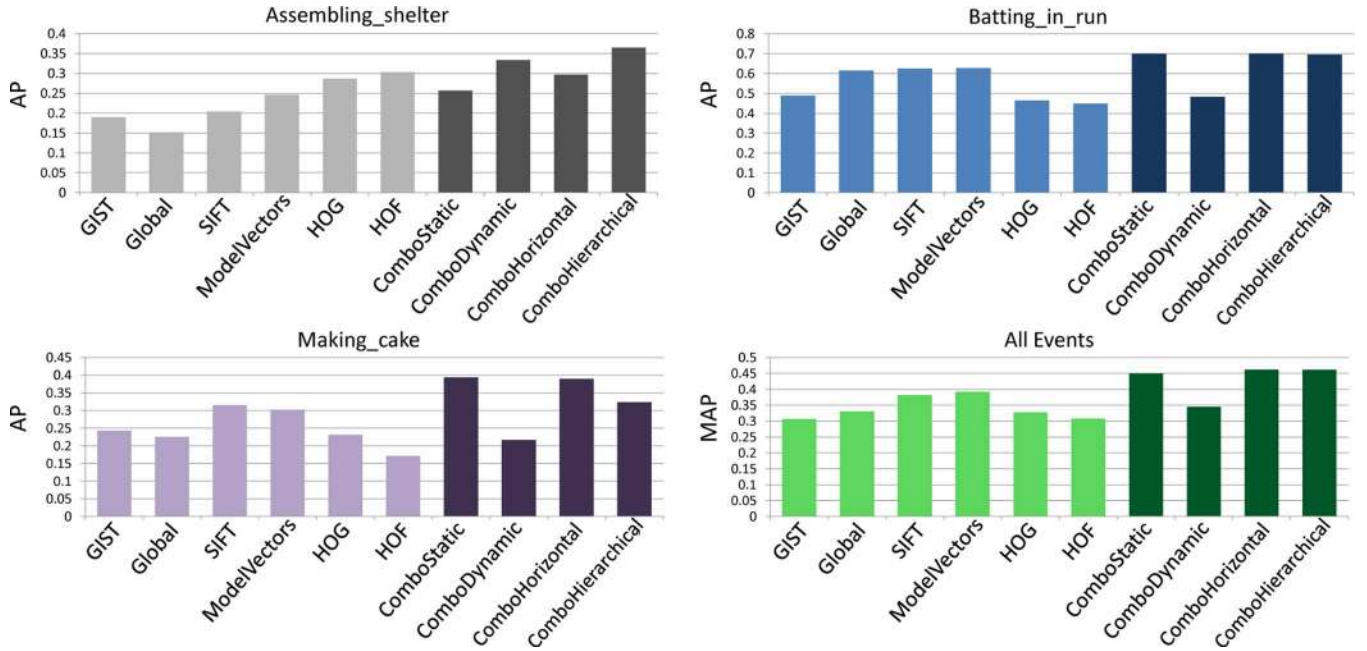 Assembling_shelter
AP
0.4
0.35
0.3
0.25
0.2
0.15
0.1
0.05
0
GIST
Global
SIFT
ModelVectors
HOG
HOF
ComboStatic
ComboDynamic
ComboHorizontal
ComboHierarchical
Batting_in_run
AP
0.8
0.7
0.6
0.5
0.4
0.3
0.2
0.1
0
GIST
Global
SIFT
ModelVectors
HOG
HOF
ComboStatic
ComboDynamic
ComboHorizontal
ComboHierarchical
Making_cake
AP
0.45
0.4
0.35
0.3
0.25
0.2
0.15
0.1
0.05
0
GIST
Global
SIFT
ModelVectors
HOG
HOF
ComboStatic
ComboDynamic
ComboHorizontal
ComboHierarchical
All Events
MAP
0.5
0.45
0.4
0.35
0.3
0.25
0.2
0.15
0.1
0.05
0
GIST
Global
SIFT
ModelVectors
HOG
HOF
ComboStatic
ComboDynamic
ComboHorizontal
ComboHierarchical